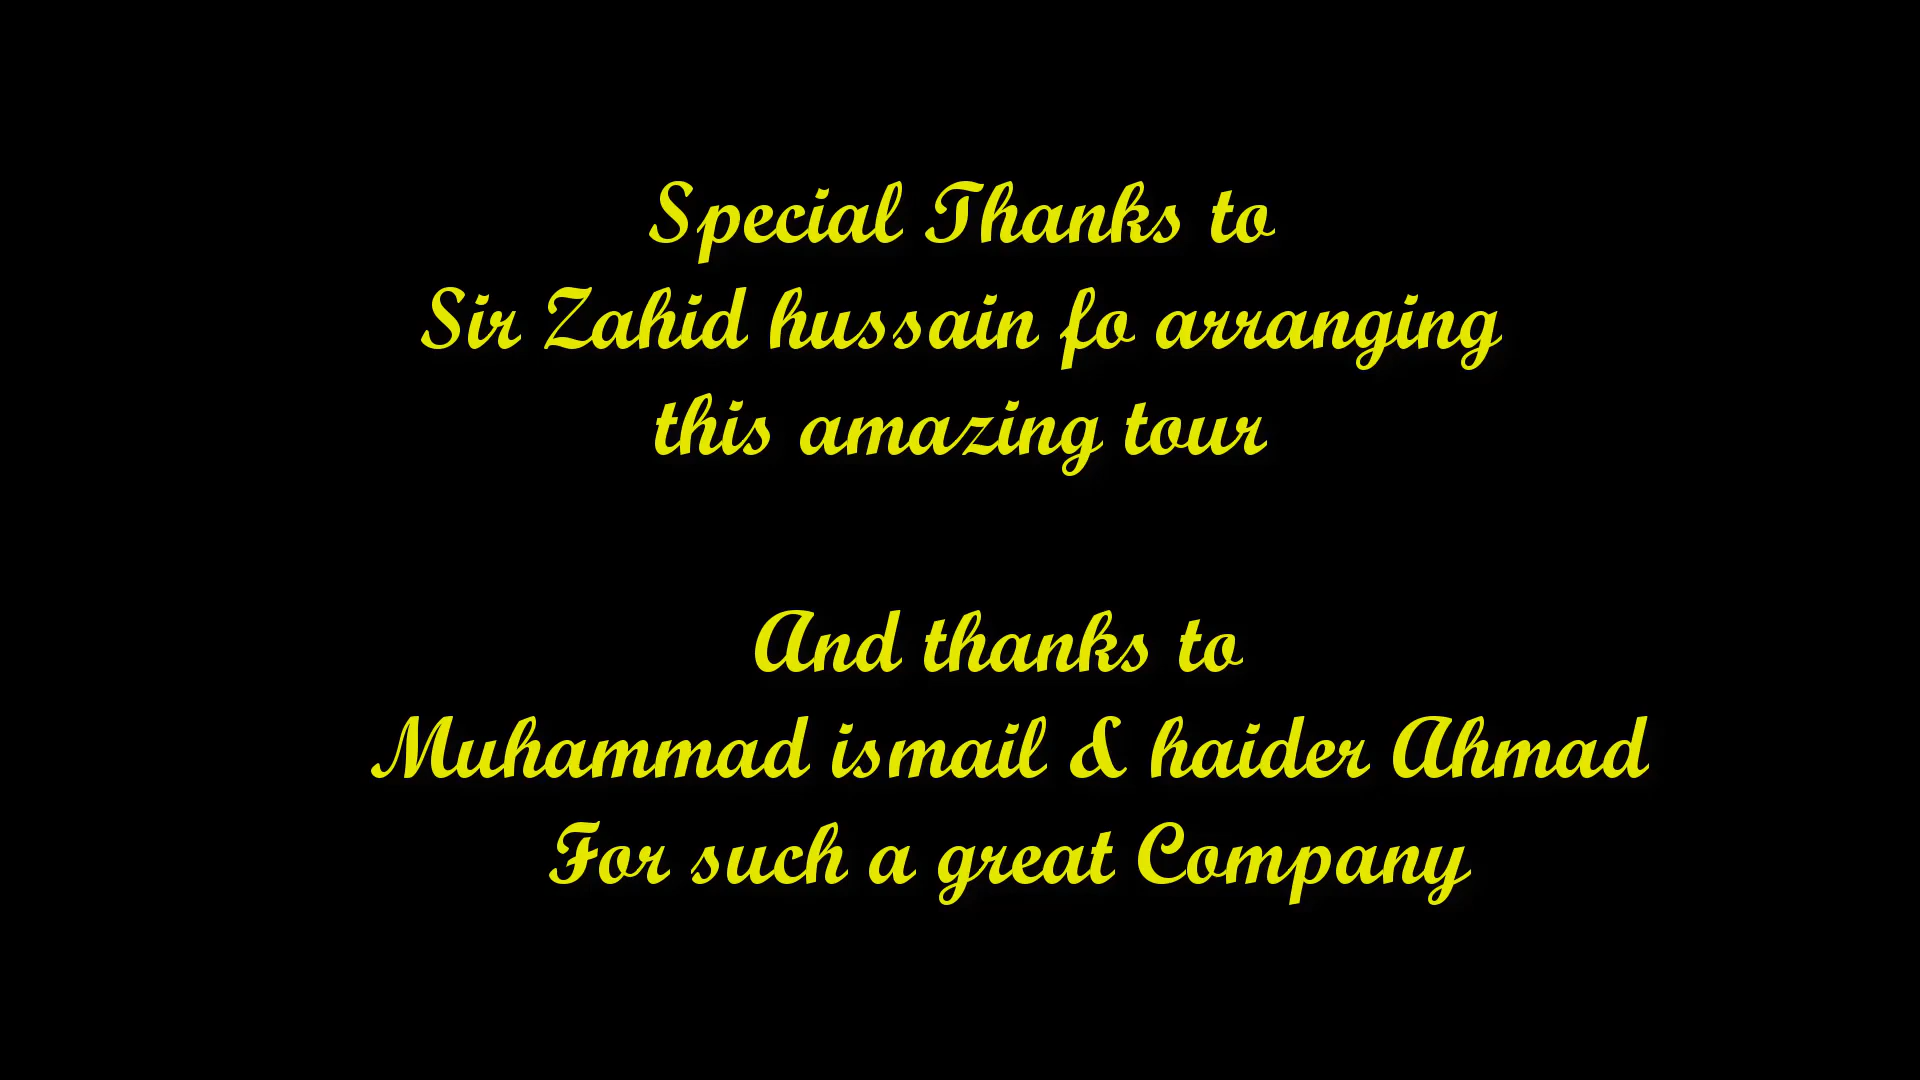 Special Thanks to
Sir Zahid hussain fo arranging
this amazing tour
And thanks to
Muhammad ismail & haider Ahmad
For such a great Company